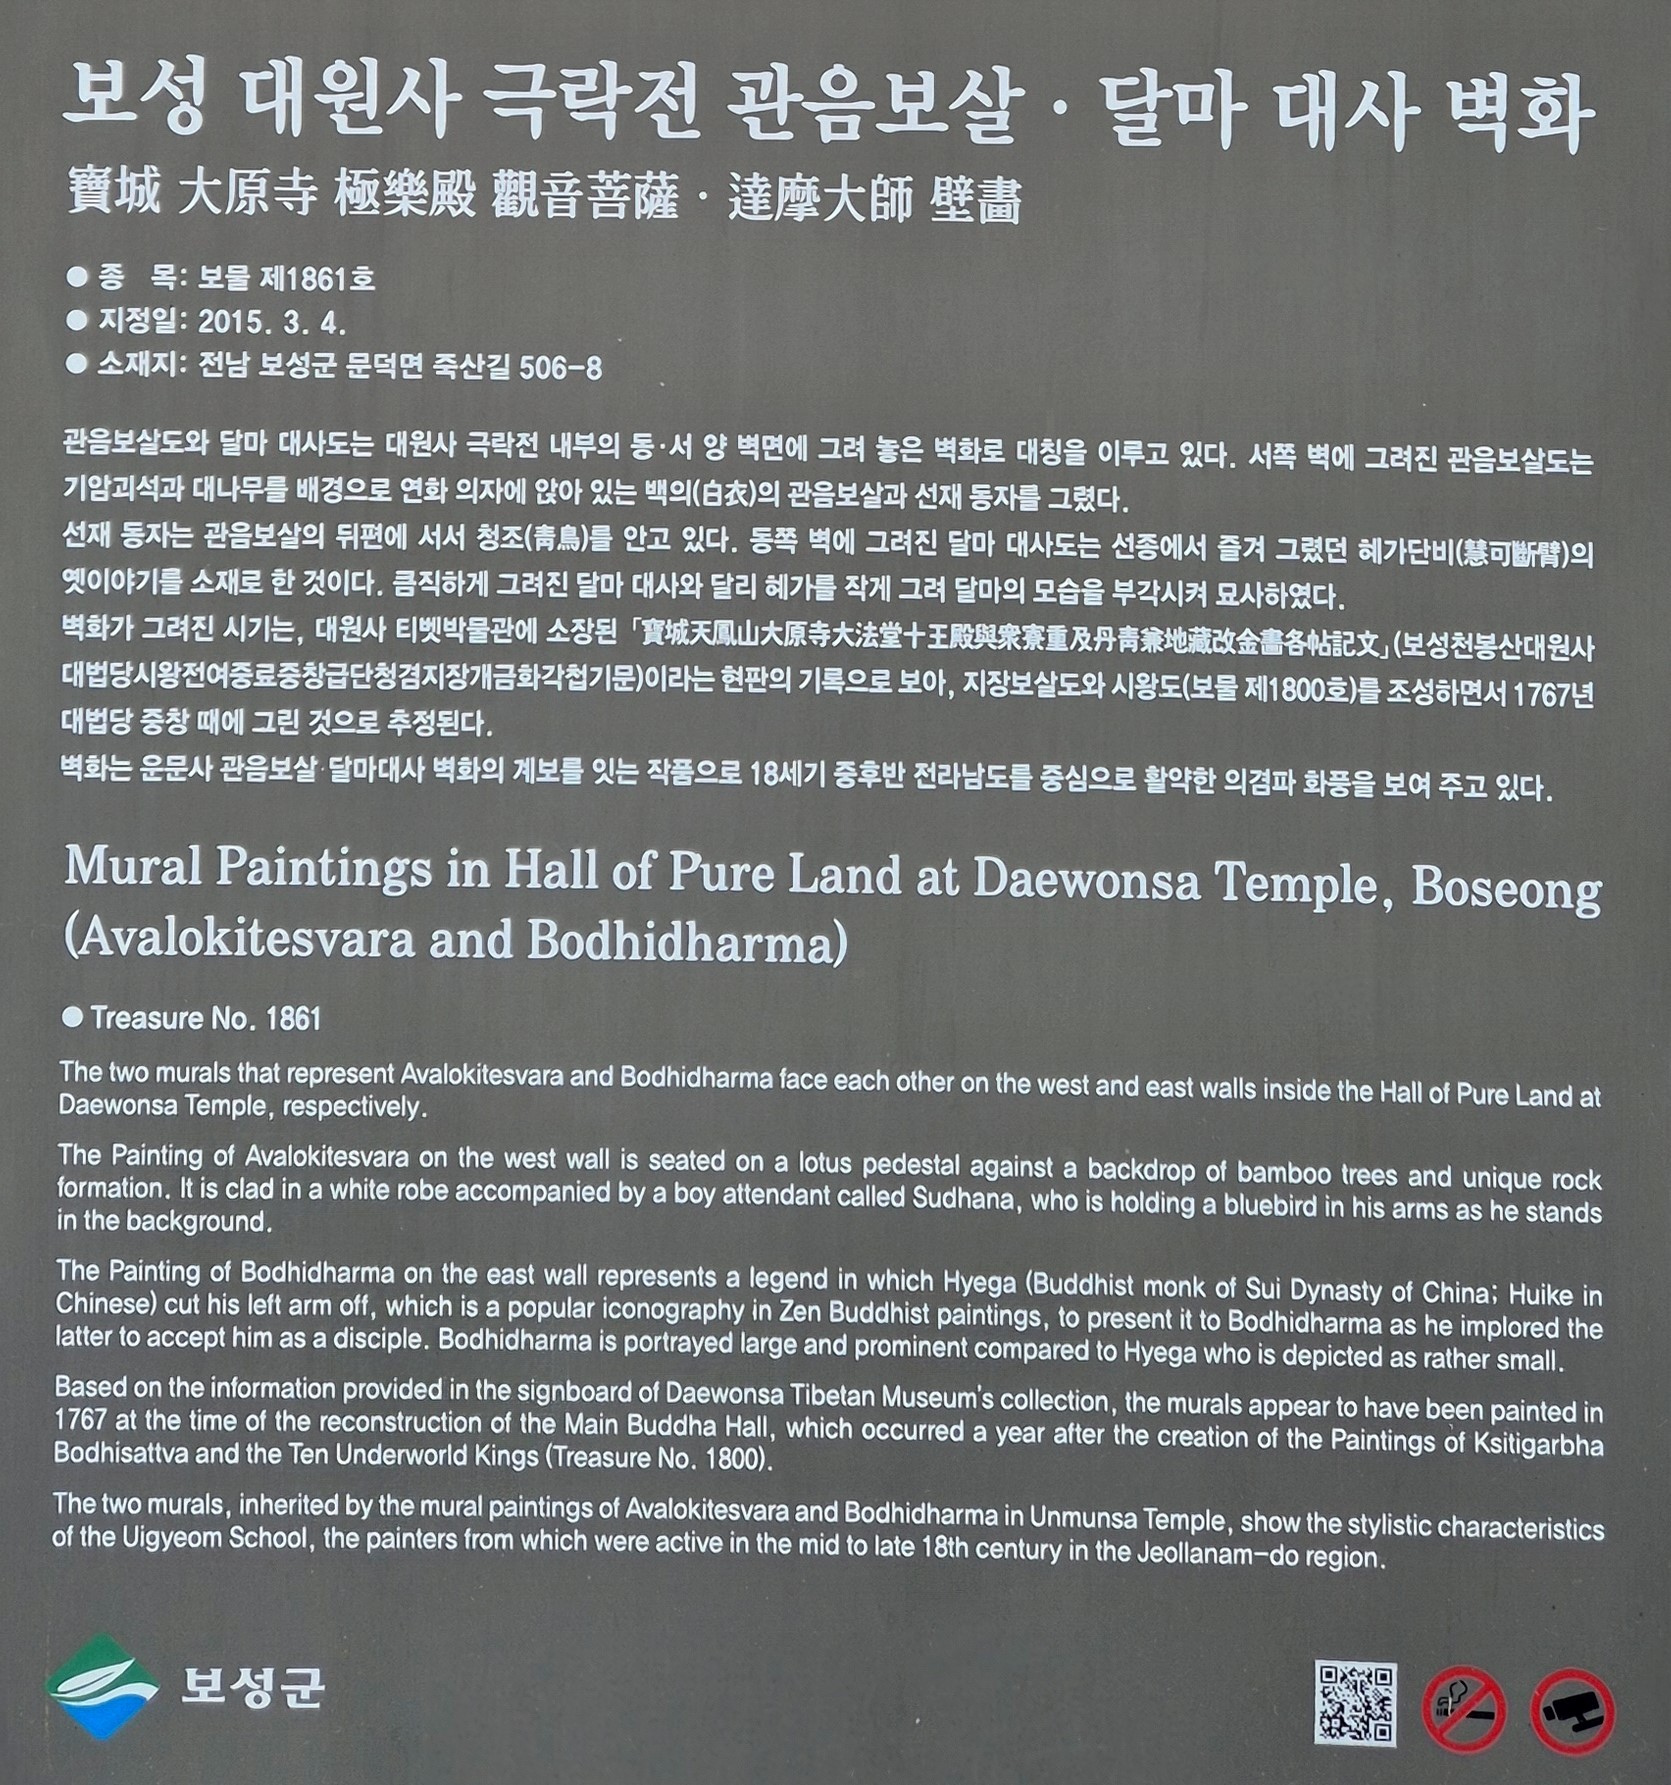 보성 대원사 극락전 관음보살 · 달마 대사 벽화
寶城 大原寺 極樂殿 觀音菩薩 · 達摩大師 壁畵
● 종 목: 보물 제1861호
● 지정일: 2015. 3. 4.
● 소재지: 전남 보성군 문덕면 죽산길 506-8
관음보살도와 달마 대사도는 대원사 극락전 내부의 동·서 양 벽면에 그려 놓은 벽화로 대칭을 이루고 있다. 서쪽 벽에 그려진 관음보살도는
기암괴석과 대나무를 배경으로 연화 의자에 앉아 있는 백의(白衣)의 관음보살과 선재 동자를 그렸다.
선재 동자는 관음보살의 뒤편에 서서 청조(靑鳥)를 안고 있다. 동쪽 벽에 그려진 달마 대사도는 선종에서 즐겨 그렸던 혜가단비(慧可斷臂)의
옛이야기를 소재로 한 것이다. 큼직하게 그려진 달마 대사와 달리 혜가를 작게 그려 달마의 모습을 부각시켜 묘사하였다.
벽화가 그려진 시기는, 대원사 티벳박물관에 소장된 「寶城天鳳山大原寺大法堂十王殿與衆寮重及丹靑兼地藏改金畵各帖記文」(보성천봉산대원사
대법당시왕전여중료중창급단청겸지장개금화각첩기문)이라는 현판의 기록으로 보아, 지장보살도와 시왕도(보물 제1800호)를 조성하면서 1767년
대법당 중창 때에 그린 것으로 추정된다.
벽화는 운문사 관음보살·달마대사 벽화의 계보를 잇는 작품으로 18세기 중후반 전라남도를 중심으로 활약한 의겸파 화풍을 보여 주고 있다.
Mural Paintings in Hall of Pure Land at Daewonsa Temple, Boseong
(Avalokitesvara and Bodhidharma)
● Treasure No. 1861
The two murals that represent Avalokitesvara and Bodhidharma face each other on the west and east walls inside the Hall of Pure Land at
Daewonsa Temple, respectively.
The Painting of Avalokitesvara on the west wall is seated on a lotus pedestal against a backdrop of bamboo trees and unique rock
formation. It is clad in a white robe accompanied by a boy attendant called Sudhana, who is holding a bluebird in his arms as he stands
in the background.
The Painting of Bodhidharma on the east wall represents a legend in which Hyega (Buddhist monk of Sui Dynasty of China; Huike in
Chinese) cut his left arm off, which is a popular iconography in Zen Buddhist paintings, to present it to Bodhidharma as he implored the
latter to accept him as a disciple. Bodhidharma is portrayed large and prominent compared to Hyega who is depicted as rather small.
Based on the information provided in the signboard of Daewonsa Tibetan Museum's collection, the murals appear to have been painted in
1767 at the time of the reconstruction of the Main Buddha Hall, which occurred a year after the creation of the Paintings of Ksitigarbha
Bodhisattva and the Ten Underworld Kings (Treasure No. 1800).
The two murals, inherited by the mural paintings of Avalokitesvara and Bodhidharma in Unmunsa Temple, show the stylistic characteristics
of the Uigyeom School, the painters from which were active in the mid to late 18th century in the Jeollanam-do region.
보성군